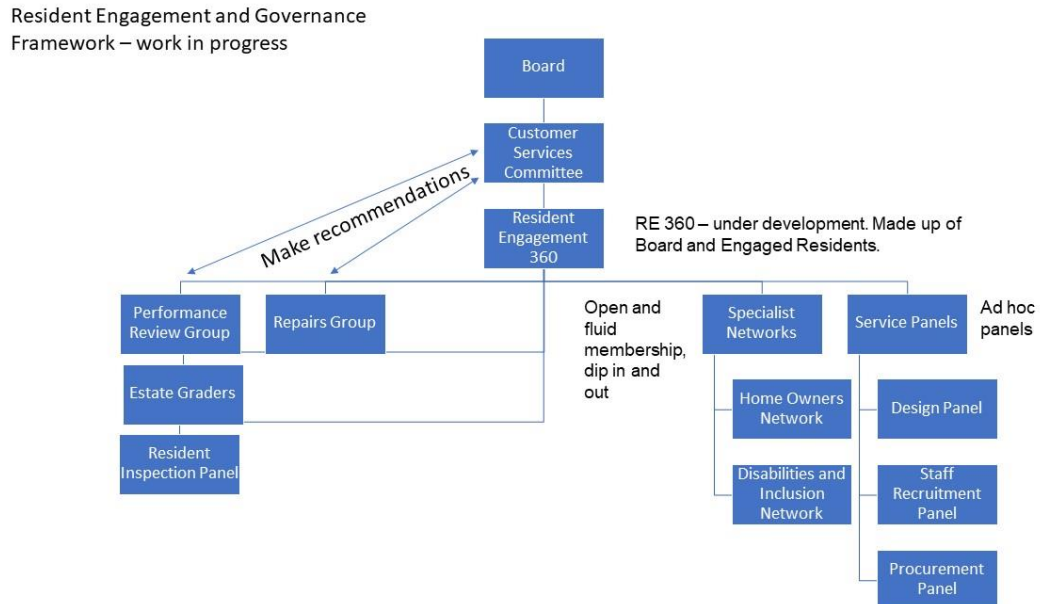 Resident Engagement and Governance
Framework – work in progress
Board
Customer
Services
Committee
Make recommendations
Resident
Engagement
360
RE 360 – under development. Made up of
Board and Engaged Residents.
Performance
Review Group
Repairs Group
Open and
fluid
membership,
dip in and
out
Specialist
Networks
Service Panels
Ad hoc
panels
Estate Graders
Resident
Inspection Panel
Home Owners
Network
Disabilities and
Inclusion
Network
Design Panel
Staff
Recruitment
Panel
Procurement
Panel